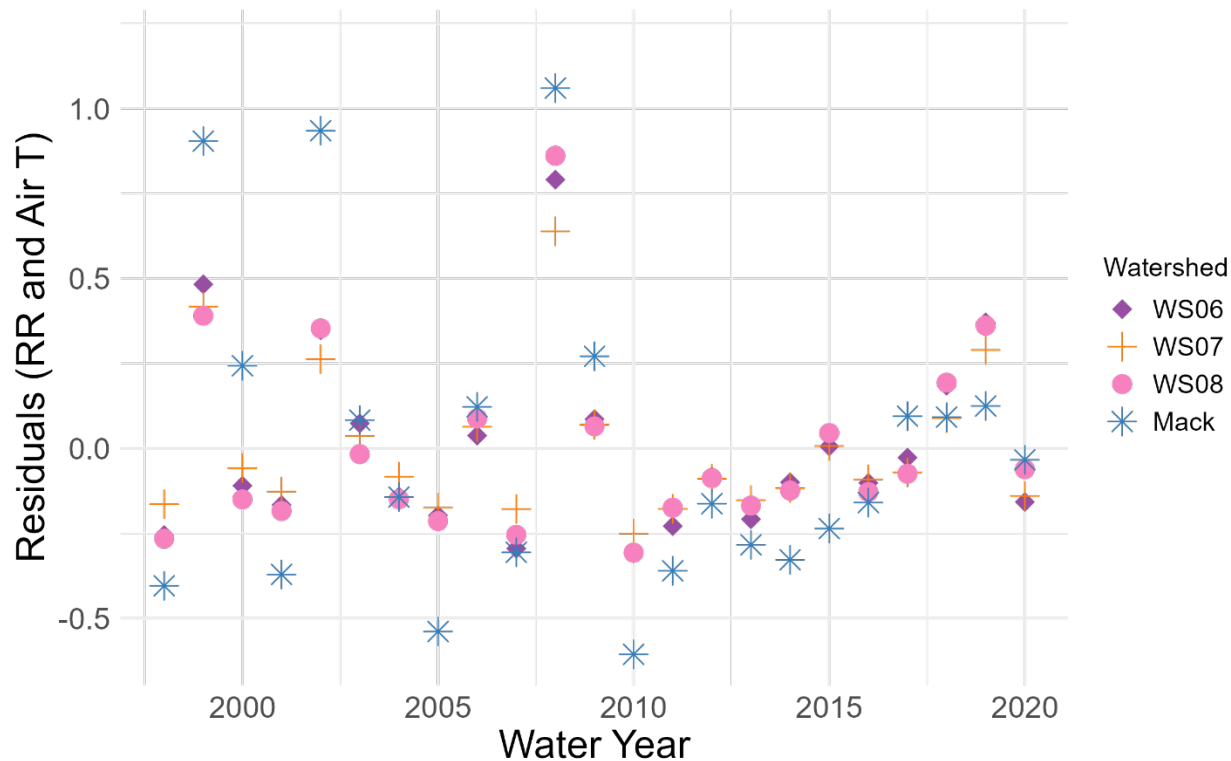 Residuals (RR and Air T)
1.0
0.5
0.0
-0.5
2000
2005
2010
2015
2020
Water Year
Watershed
WS06
WS07
WS08
Mack